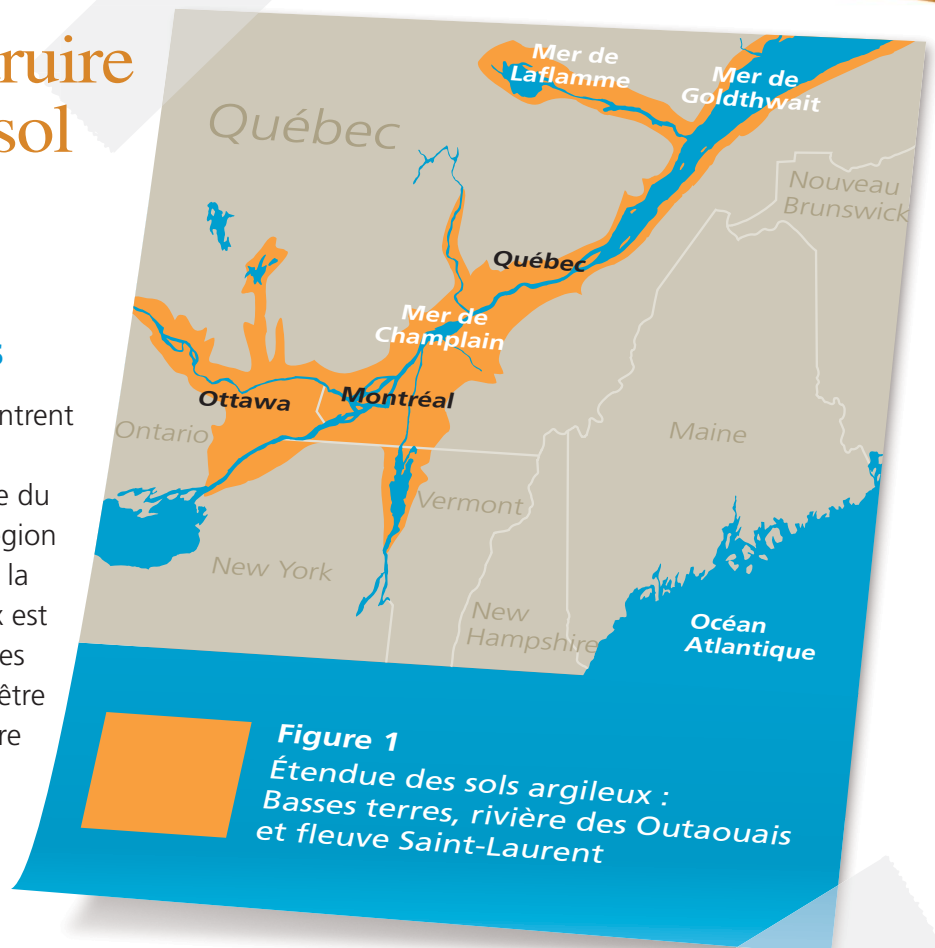 ruire
sol
s
ntrent
e du
gion
la
x est
es
être
re
Mer de
Laflamme
Mer de
Goldthwait
Québec
Nouveau
Brunswick
Québec
Mer de
Champlain
Ottawa
Montréal
Ontario
Maine
Vermont
New York
New
Hampshire
Océan
Atlantique
Figure 1
Étendue des sols argileux :
Basses terres, rivière des Outaouais
et fleuve Saint-Laurent